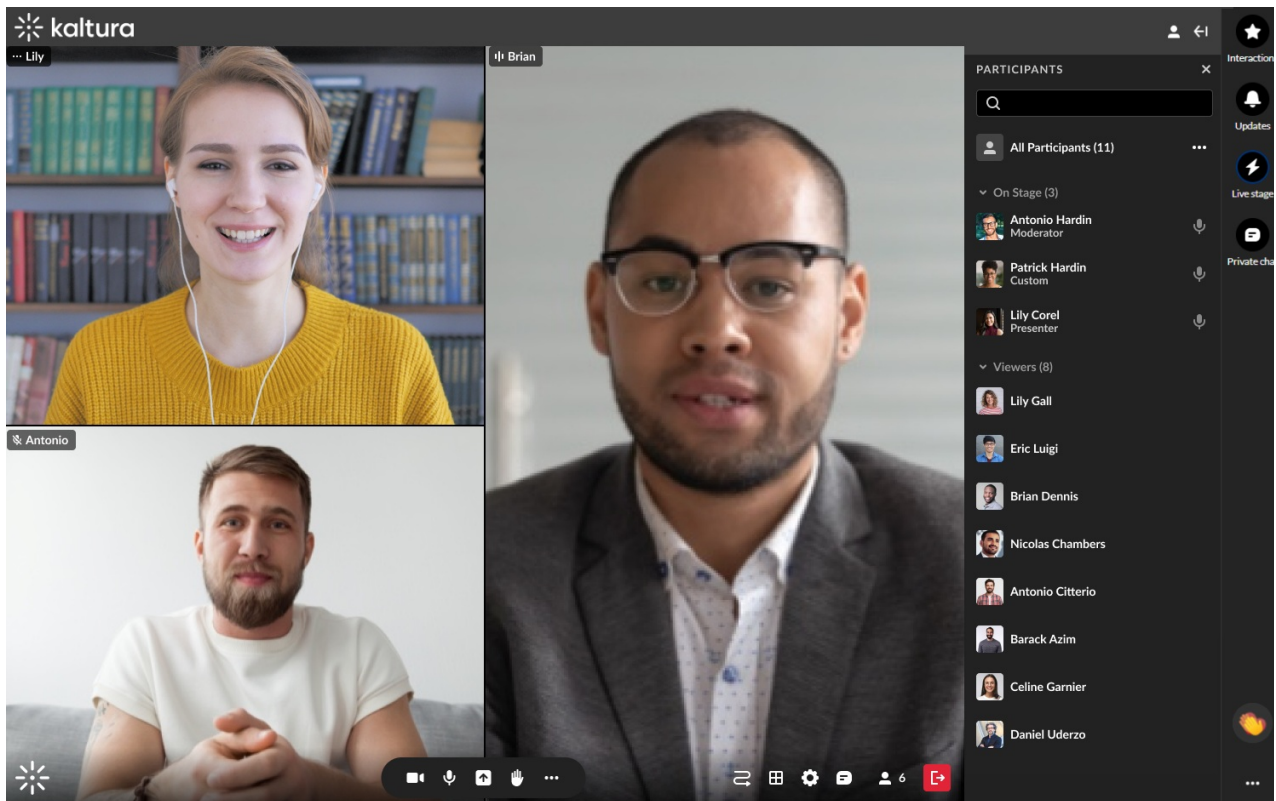 kaltura
Lily
Brian
Antonio
6
PARTICIPANTS
All Participants (11)
On Stage (3)
Antonio Hardin
Moderator
Patrick Hardin
Custom
Lily Corel
Presenter
Viewers (8)
Lily Gall
Eric Luigi
Brian Dennis
Nicolas Chambers
Antonio Citterio
Barack Azim
Celine Garnier
Daniel Uderzo
Interaction
Updates
Live stage
Private cha